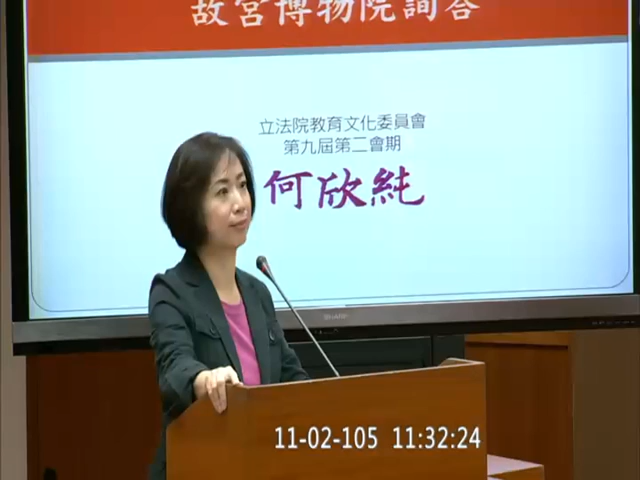 故宮博物院詢答
立法院教育文化委員會
第九屆第二會期
何欣純
SHARP
11-02-105 11:32:24